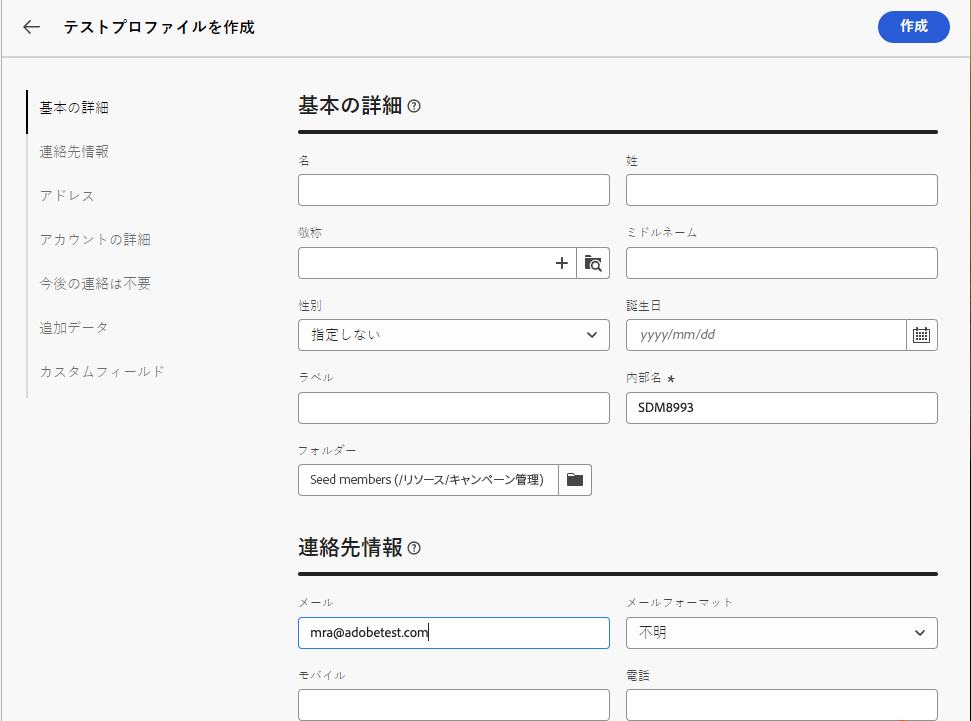 テストプロファイルを作成
作成
基本の詳細
連絡先情報
アドレス
アカウントの詳細
今後の連絡は不要
追加データ
カスタムフィールド
基本の詳細
名
姓
敬称
ミドルネーム
性別
誕生日
指定しない
yyyy/mm/dd
ラベル
内部名 *
SDM8993
フォルダー
Seed members (/リソース/キャンペーン管理)
連絡先情報
メール
メールフォーマット
mra@adobetest.com
不明
モバイル
電話